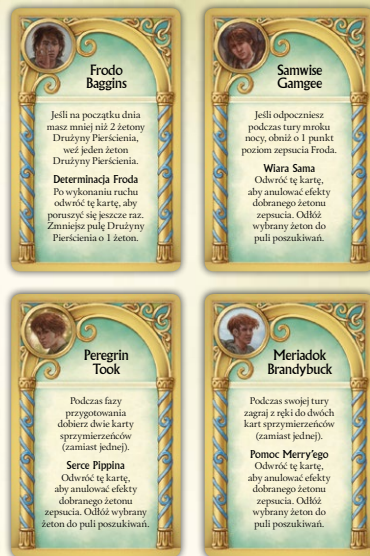 Frodo
Baggins
Jeśli na początku dnia
masz mniej niż 2 żetony
Drużyny Pierścienia,
weź jeden żeton
Drużyny Pierścienia.
Determinacja Froda
Po wykonaniu ruchu
odwróć tę kartę, aby
poruszyć się jeszcze raz.
Zmniejsz pulę Drużyny
Pierścienia o 1 żeton.
Samwise
Gamgee
Jeśli odpoczniesz
podczas tury mroku
nocy, obniż o 1 punkt
poziom zepsucia Froda.
Wiara Sama
Odwróć tę kartę,
aby anulować efekty
dobranego żetonu
zepsucia. Odłóż
wybrany żeton do
puli poszukiwań.
Peregrin
Took
Podczas fazy
przygotowania
dobierz dwie karty
sprzymierzeńców
(zamiast jednej).
Serce Pippina
Odwróć tę kartę,
aby anulować efekty
dobranego żetonu
zepsucia. Odłóż wybrany
żeton do puli poszukiwań.
Meriadok
Brandybuck
Podczas swojej tury
zagraj z ręki do dwóch
kart sprzymierzeńców
(zamiast jednej).
Pomoc Merry'ego
Odwróć tę kartę,
aby anulować efekty
dobranego żetonu
zepsucia. Odłóż
wybrany żeton do
puli poszukiwań.